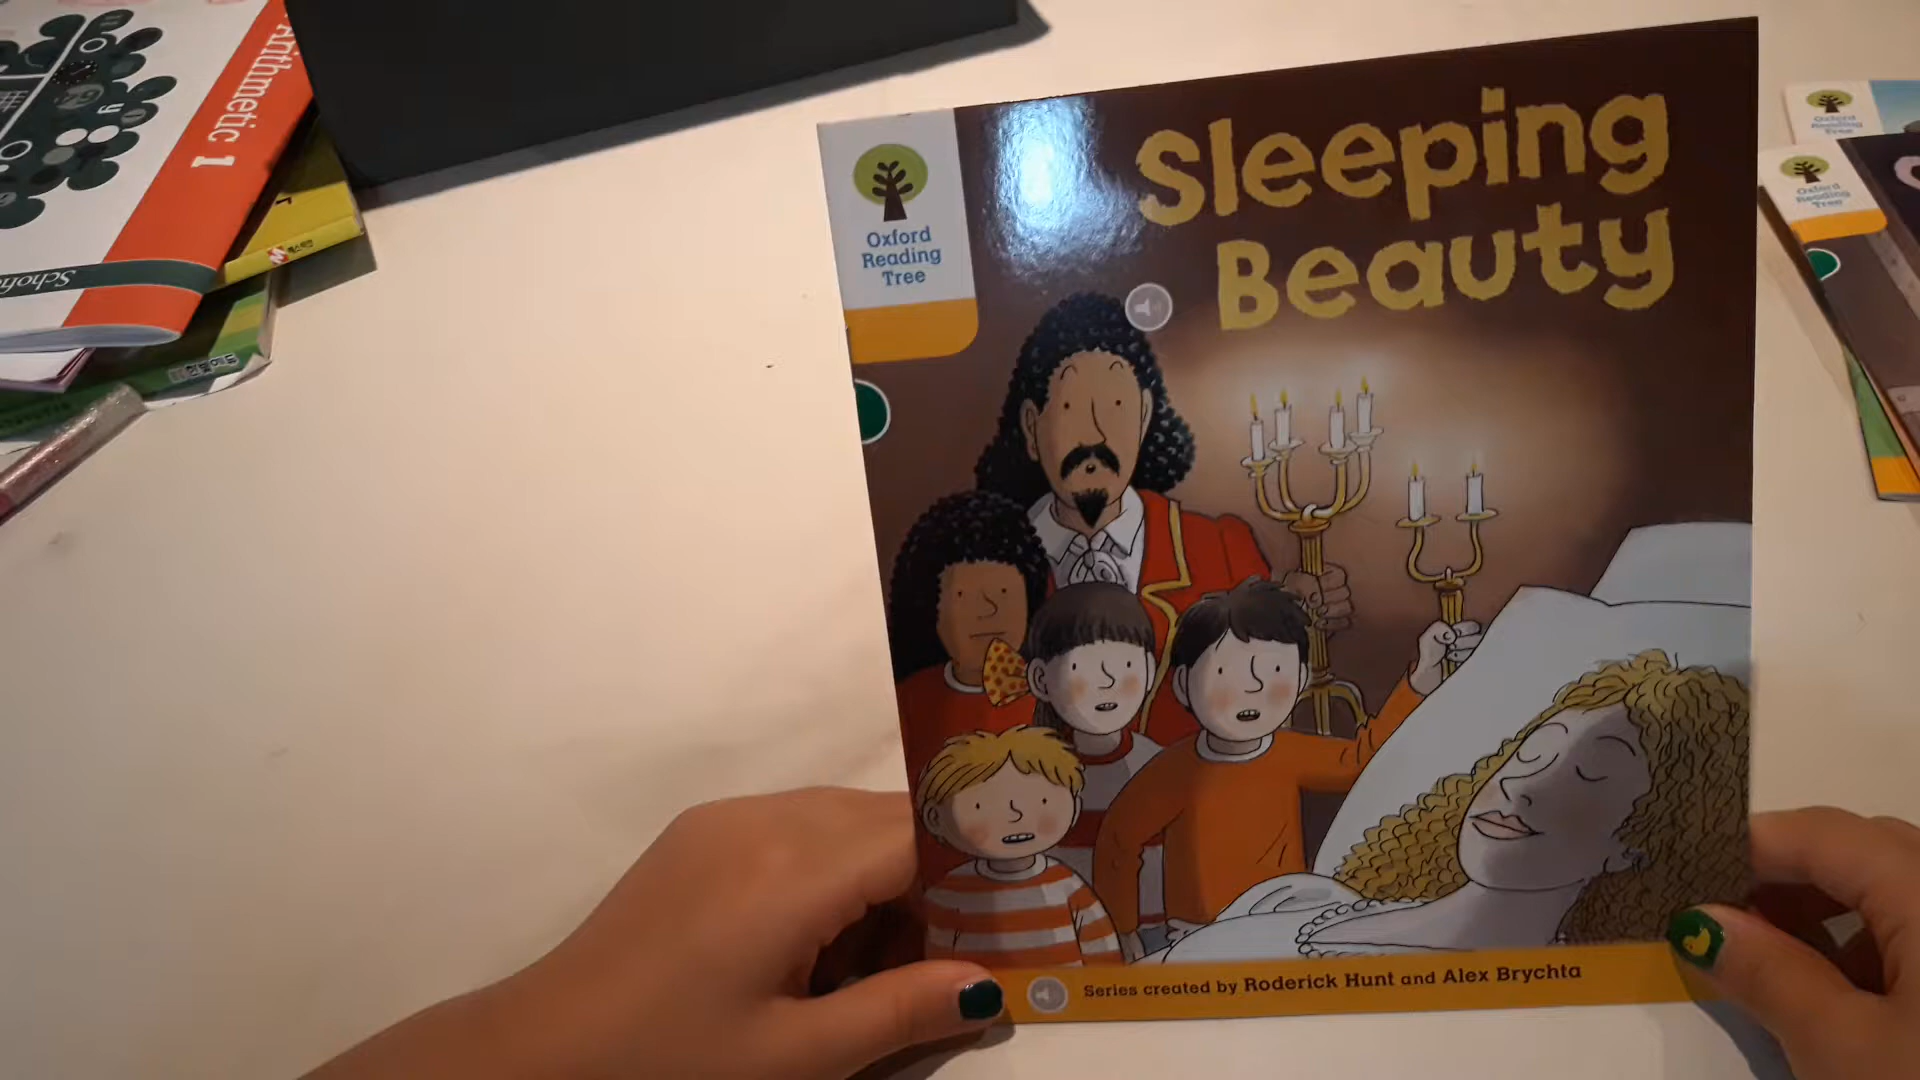 Arithmetic 1
Oxford
Reading
Tree
Sleeping
Beauty
Series created by Roderick Hunt and Alex Brychta
Oxford
Reading
Tree
Oxford
Reading
Tree